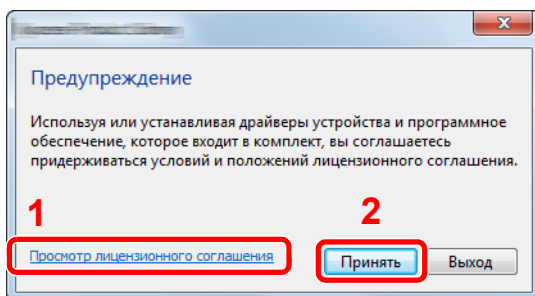 Предупреждение
Используя или устанавливая драйверы устройства и программное
обеспечение, которое входит в комплект, вы соглашаетесь
придерживаться условий и положений лицензионного соглашения.
1
2
Просмотр лицензионного соглашения
Принять
Выход